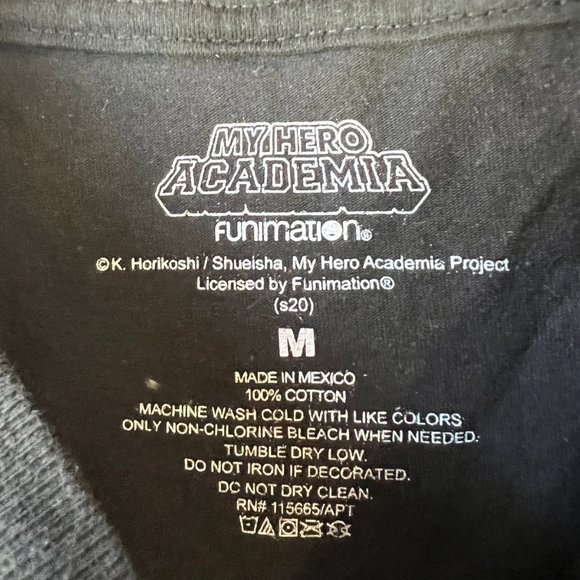 MY HERO
ACADEMIA
FUNIMATION®
©K. Horikoshi / Shueisha, My Hero Academia Project
Licensed by Funimation®
(s20)
M
MADE IN MEXICO
100% COTTON
MACHINE WASH COLD WITH LIKE COLORS
ONLY NON-CHLORINE BLEACH WHEN NEEDED.
TUMBLE DRY LOW.
DO NOT IRON IF DECORATED.
DO NOT DRY CLEAN.
RN# 115665/APT